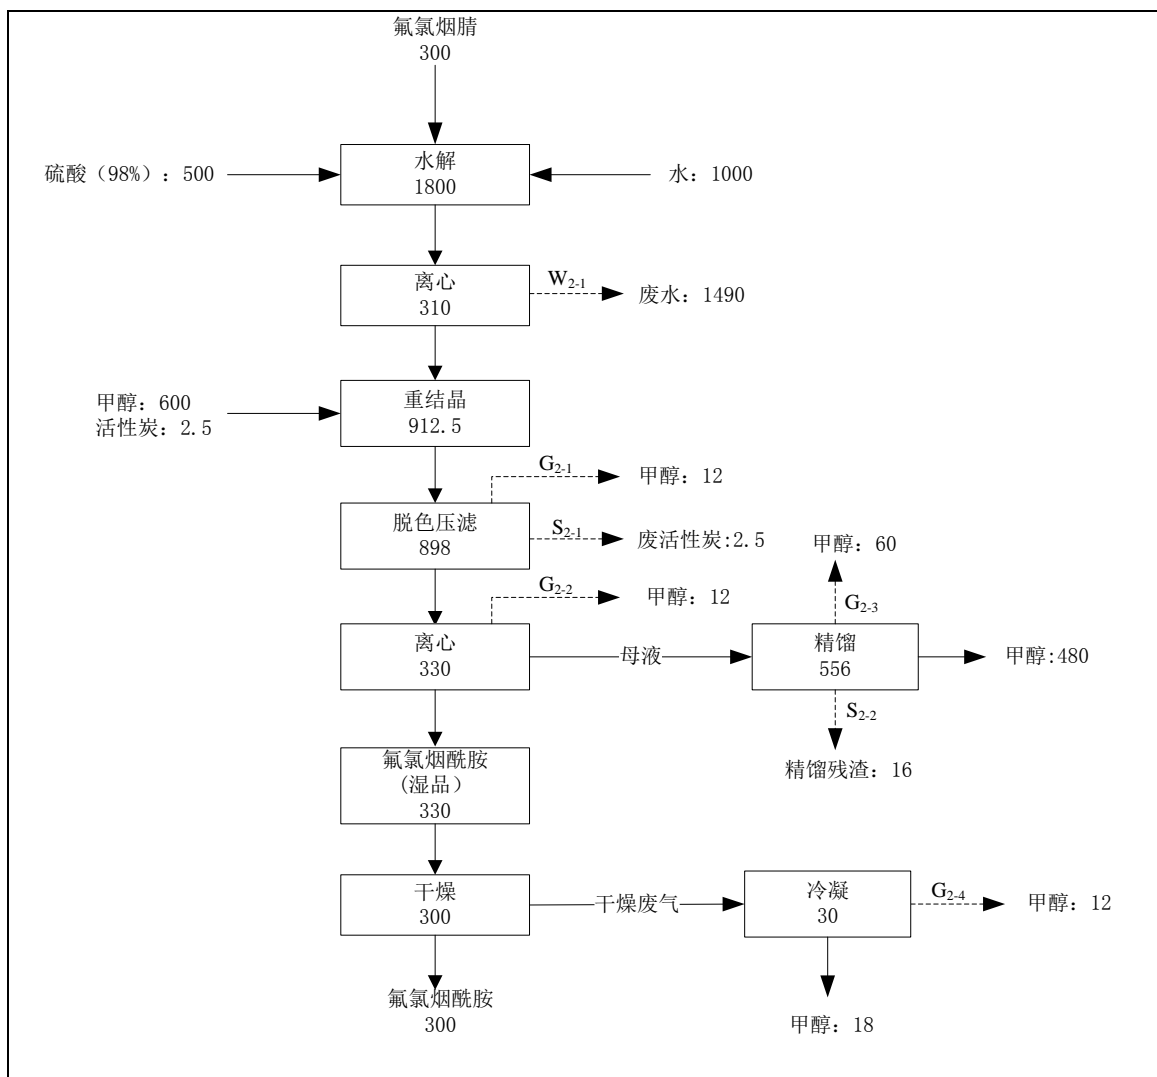 氟氯烟腈
300
硫酸（98%）：500
水解
1800
水：1000
离心
310
W2-1
废水：1490
甲醇：600
活性炭：2.5
重结晶
912.5
G2-1
甲醇：12
脱色压滤
898
S2-1
废活性炭:2.5
甲醇：60
G2-2
甲醇：12
G2-3
离心
330
母液
精馏
556
甲醇:480
S2-2
精馏残渣：16
氟氯烟酰胺
(湿品）
330
干燥
300
干燥废气
冷凝
30
G2-4
甲醇：12
氟氯烟酰胺
300
甲醇：18